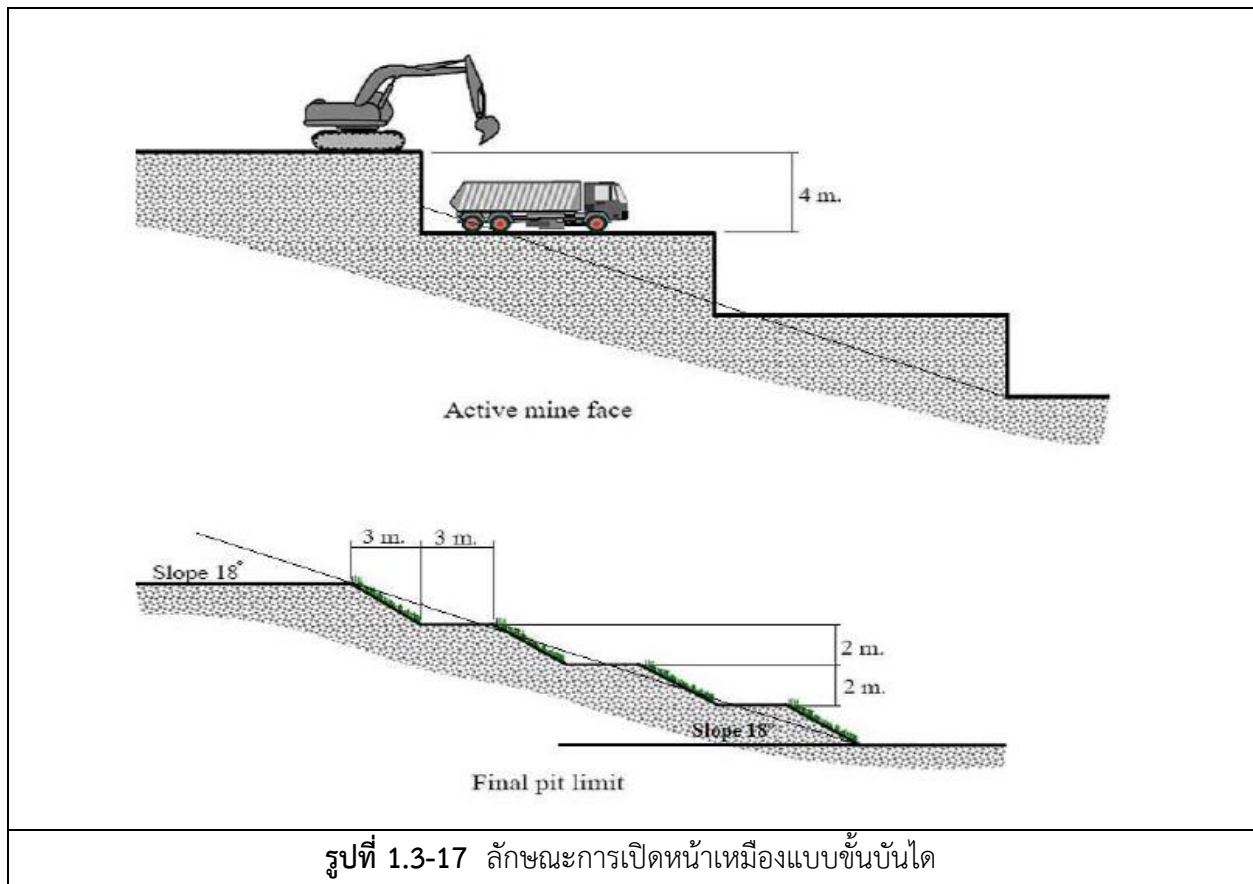 4 m.
Active mine face
3 m. 3 m.
Slope 18°
2 m.
2 m.
Slope 18°
Final pit limit
รูปที่ 1.3-17 ลักษณะการเปิดหน้าเหมืองแบบขั้นบันได